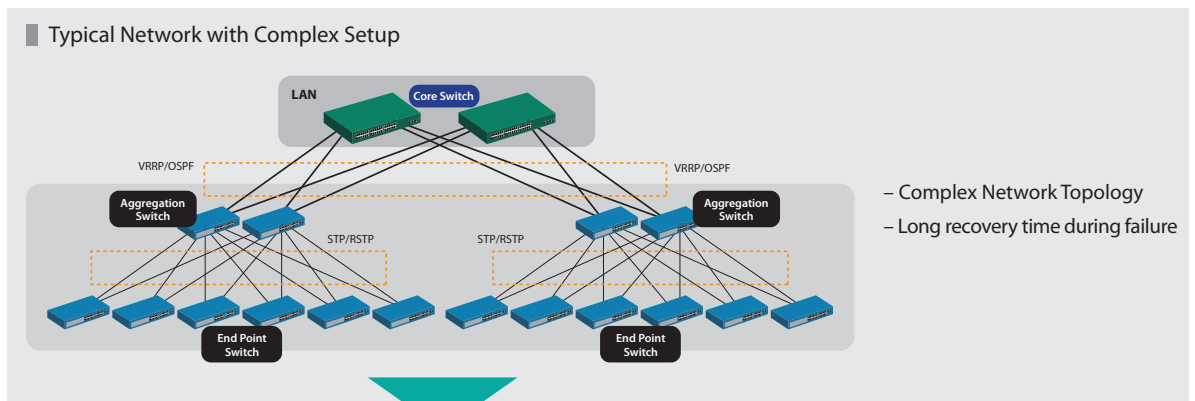 Typical Network with Complex Setup
LAN
Core Switch
VRRP/OSPF
VRRP/OSPF
Aggregation
Switch
Aggregation
Switch
– Complex Network Topology
– Long recovery time during failure
STP/RSTP
STP/RSTP
End Point
Switch
End Point
Switch